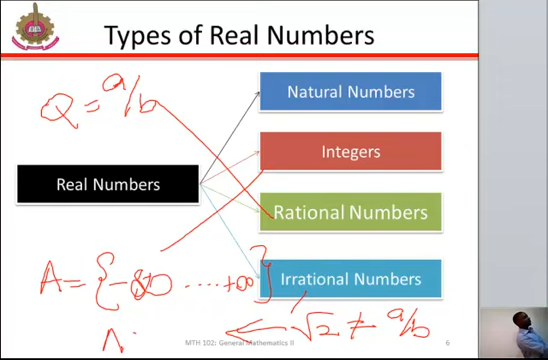 Types of Real Numbers
Q = a/b
Natural Numbers
Integers
Real Numbers
Rational Numbers
A = {-∞ ..... +∞}
Irrational Numbers
√2 ≠ a/b
MTH 102: General Mathematics II
6